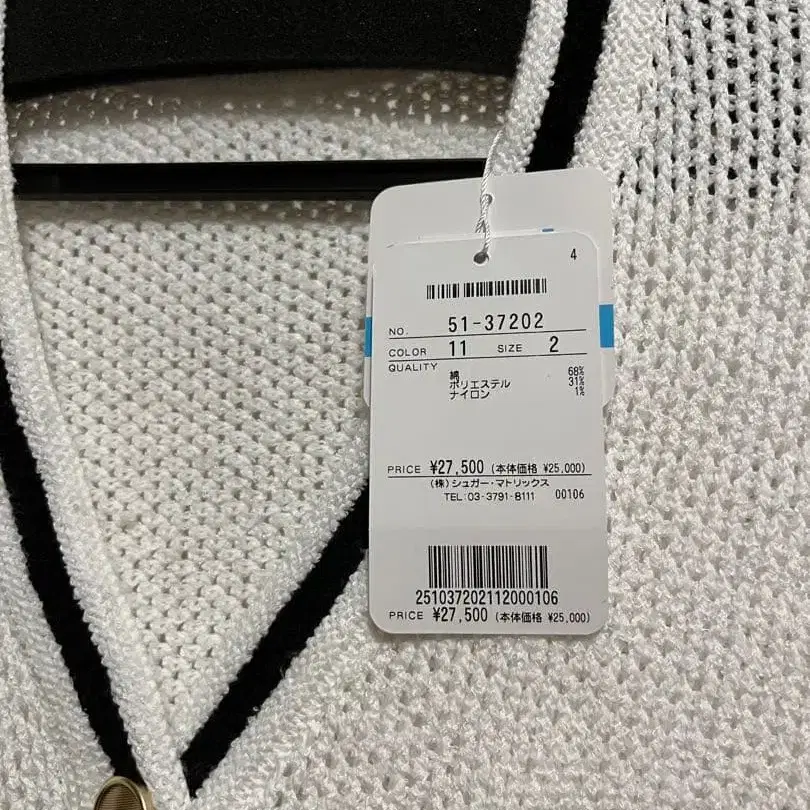 4
NO. 51-37202
COLOR 11 SIZE 2
QUALITY
綿 68%
ポリエステル 31%
ナイロン 1%
PRICE ¥27,500 (本体価格 ¥25,000)
(株)シュガー・マトリックス
TEL:03-3791-8111 00106
251037202112000106
PRICE ¥27,500 (本体価格 ¥25,000)